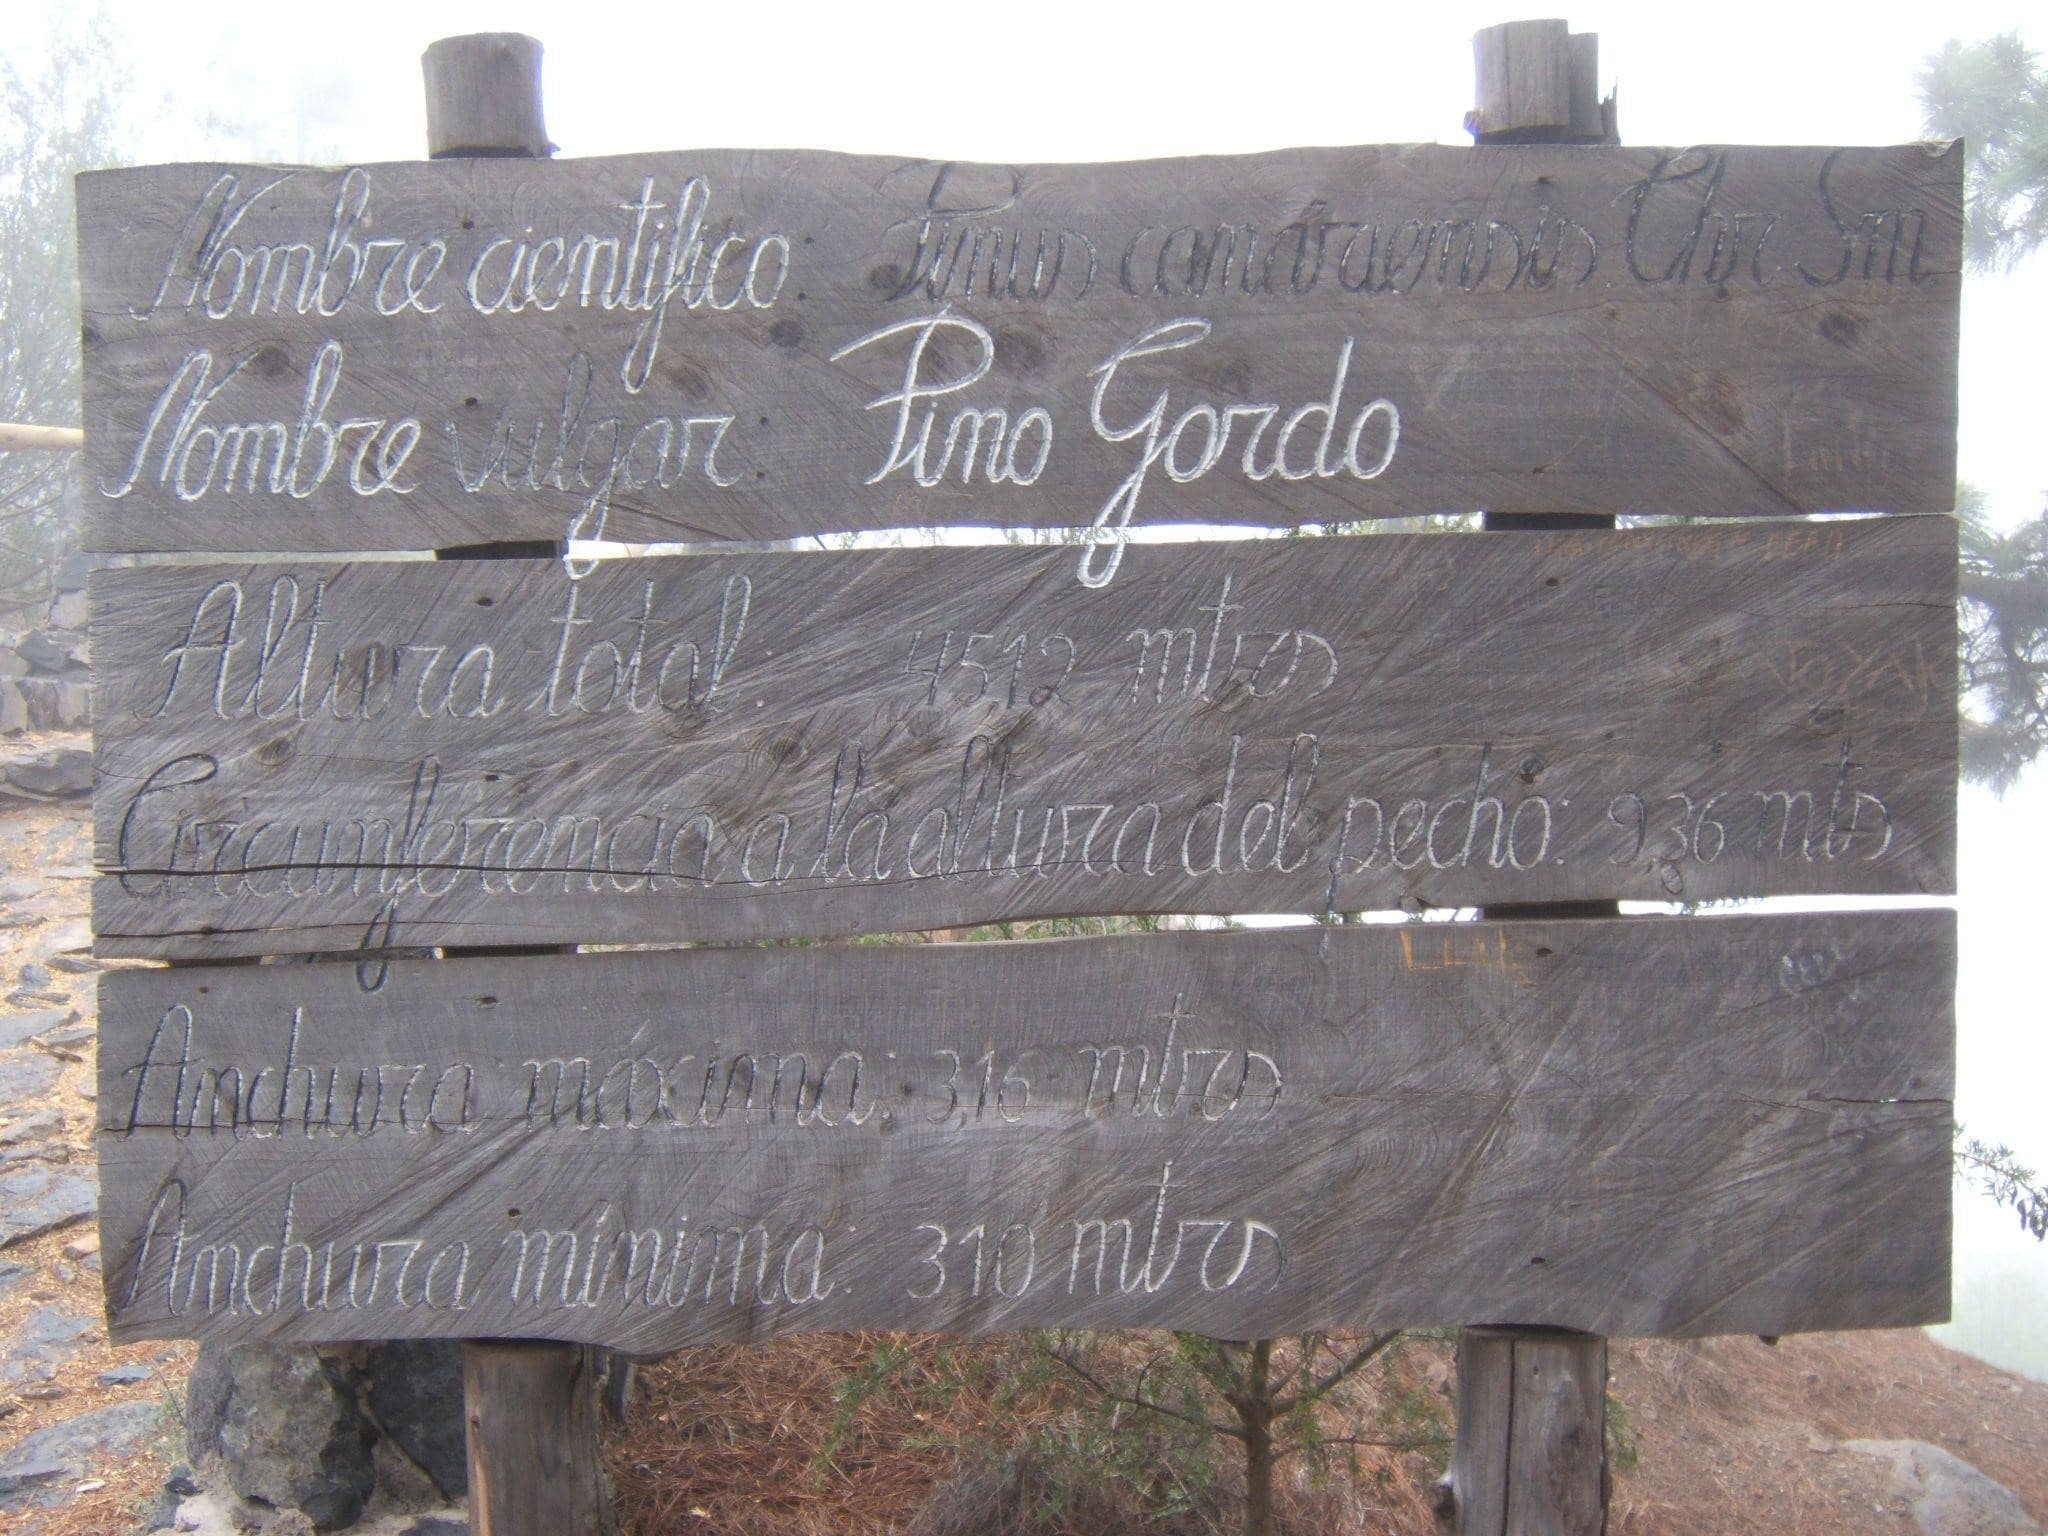 Nombre científico: Pinus canariensis. Chr Sm.
Nombre vulgar: Pino Gordo
Altura total: 45,12 mtrs
Circunferencia a la altura del pecho: 9,36 mts
Anchura máxima: 3,16 mtrs
Anchura mínima: 3,10 mtrs